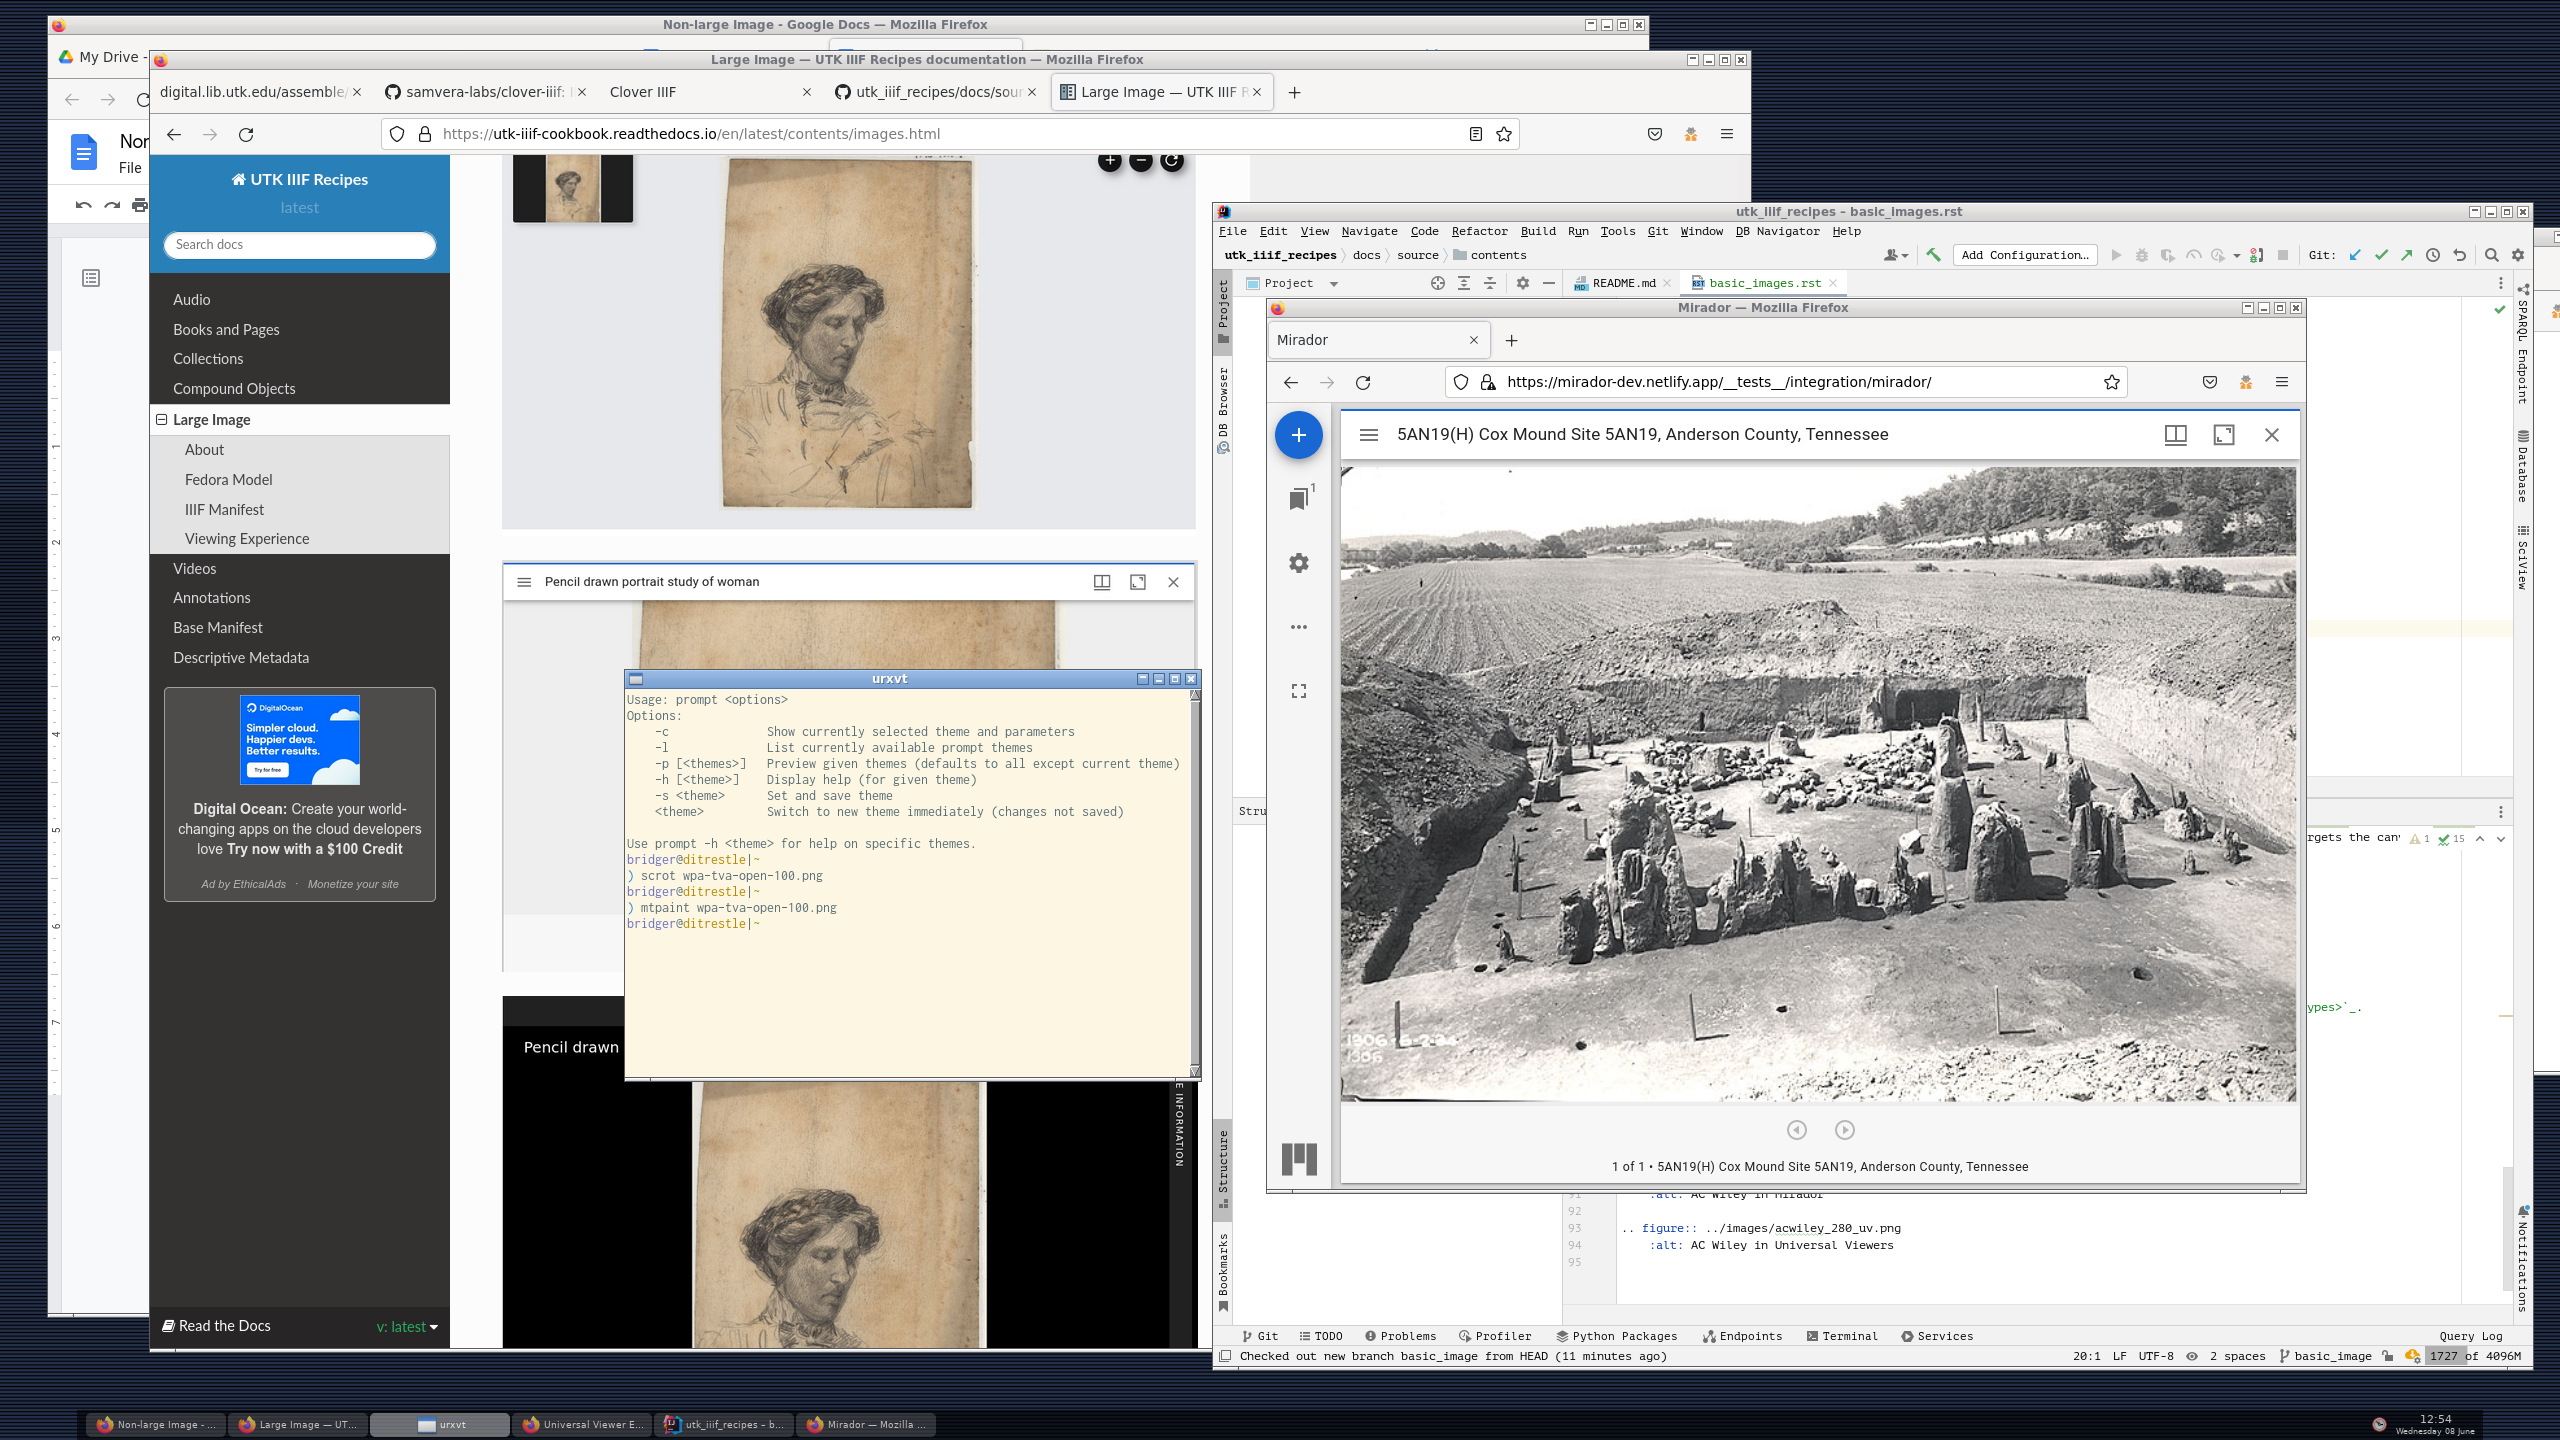 Non-large Image - Google Docs — Mozilla Firefox
My Drive -
Non
File
1
2
3
4
5
6
7
Large Image — UTK IIIF Recipes documentation — Mozilla Firefox
digital.lib.utk.edu/assemble/
samvera-labs/clover-iiif:
Clover IIIF
utk_iiif_recipes/docs/sour
Large Image — UTK IIIF R
https://utk-iiif-cookbook.readthedocs.io/en/latest/contents/images.html
UTK IIIF Recipes
latest
Search docs
Audio
Books and Pages
Collections
Compound Objects
Large Image
About
Fedora Model
IIIF Manifest
Viewing Experience
Videos
Annotations
Base Manifest
Descriptive Metadata
DigitalOcean
Simpler cloud.
Happier devs.
Better results.
Try for free
Digital Ocean: Create your world-
changing apps on the cloud developers
love Try now with a $100 Credit
Ad by EthicalAds · Monetize your site
Read the Docs
v: latest
Pencil drawn portrait study of woman
Pencil drawn
E INFORMATION
urxvt
Usage: prompt <options>
Options:
-c Show currently selected theme and parameters
-l List currently available prompt themes
-p [<themes>] Preview given themes (defaults to all except current theme)
-h [<theme>] Display help (for given theme)
-s <theme> Set and save theme
<theme> Switch to new theme immediately (changes not saved)
Use prompt -h <theme> for help on specific themes.
bridger@ditrestle|~
) scrot wpa-tva-open-100.png
bridger@ditrestle|~
) mtpaint wpa-tva-open-100.png
bridger@ditrestle|~
utk_iiif_recipes – basic_images.rst
File Edit View Navigate Code Refactor Build Run Tools Git Window DB Navigator Help
utk_iiif_recipes docs source contents
Add Configuration...
Git:
Project
README.md
basic_images.rst
Project
DB Browser
Structure
Bookmarks
SPARQL Endpoint
Database
SciView
Notifications
Stru
rgets the can
1
15
ypes>`_.
91
:alt: AC Wiley in Mirador
92
93
.. figure:: ../images/acwiley_280_uv.png
94
:alt: AC Wiley in Universal Viewers
95
Git TODO Problems Profiler Python Packages Endpoints Terminal Services
Query Log
Checked out new branch basic_image from HEAD (11 minutes ago)
20:1 LF UTF-8 2 spaces basic_image 1727 of 4096M
Mirador — Mozilla Firefox
Mirador
https://mirador-dev.netlify.app/__tests__/integration/mirador/
5AN19(H) Cox Mound Site 5AN19, Anderson County, Tennessee
1
1 of 1 • 5AN19(H) Cox Mound Site 5AN19, Anderson County, Tennessee
Non-large Image - ...
Large Image — UT...
urxvt
Universal Viewer E...
utk_iiif_recipes – b...
Mirador — Mozilla ...
12:54
Wednesday 08 June